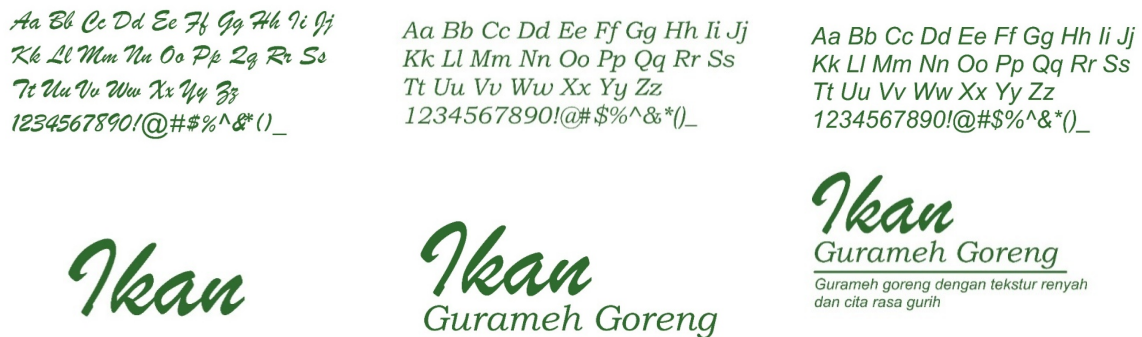 Aa Bb Cc Dd Ee Ff Gg Hh Ii Jj
Kk Ll Mm Nn Oo Pp Qq Rr Ss
Tt Uu Vv Ww Xx Yy Zz
1234567890!@#$%^&*()_
Ikan
Aa Bb Cc Dd Ee Ff Gg Hh Ii Jj
Kk Ll Mm Nn Oo Pp Qq Rr Ss
Tt Uu Vv Ww Xx Yy Zz
1234567890!@#$%^&*()_
Ikan
Gurameh Goreng
Aa Bb Cc Dd Ee Ff Gg Hh Ii Jj
Kk Ll Mm Nn Oo Pp Qq Rr Ss
Tt Uu Vv Ww Xx Yy Zz
1234567890!@#$%^&*()_
Ikan
Gurameh Goreng
Gurameh goreng dengan tekstur renyah
dan cita rasa gurih